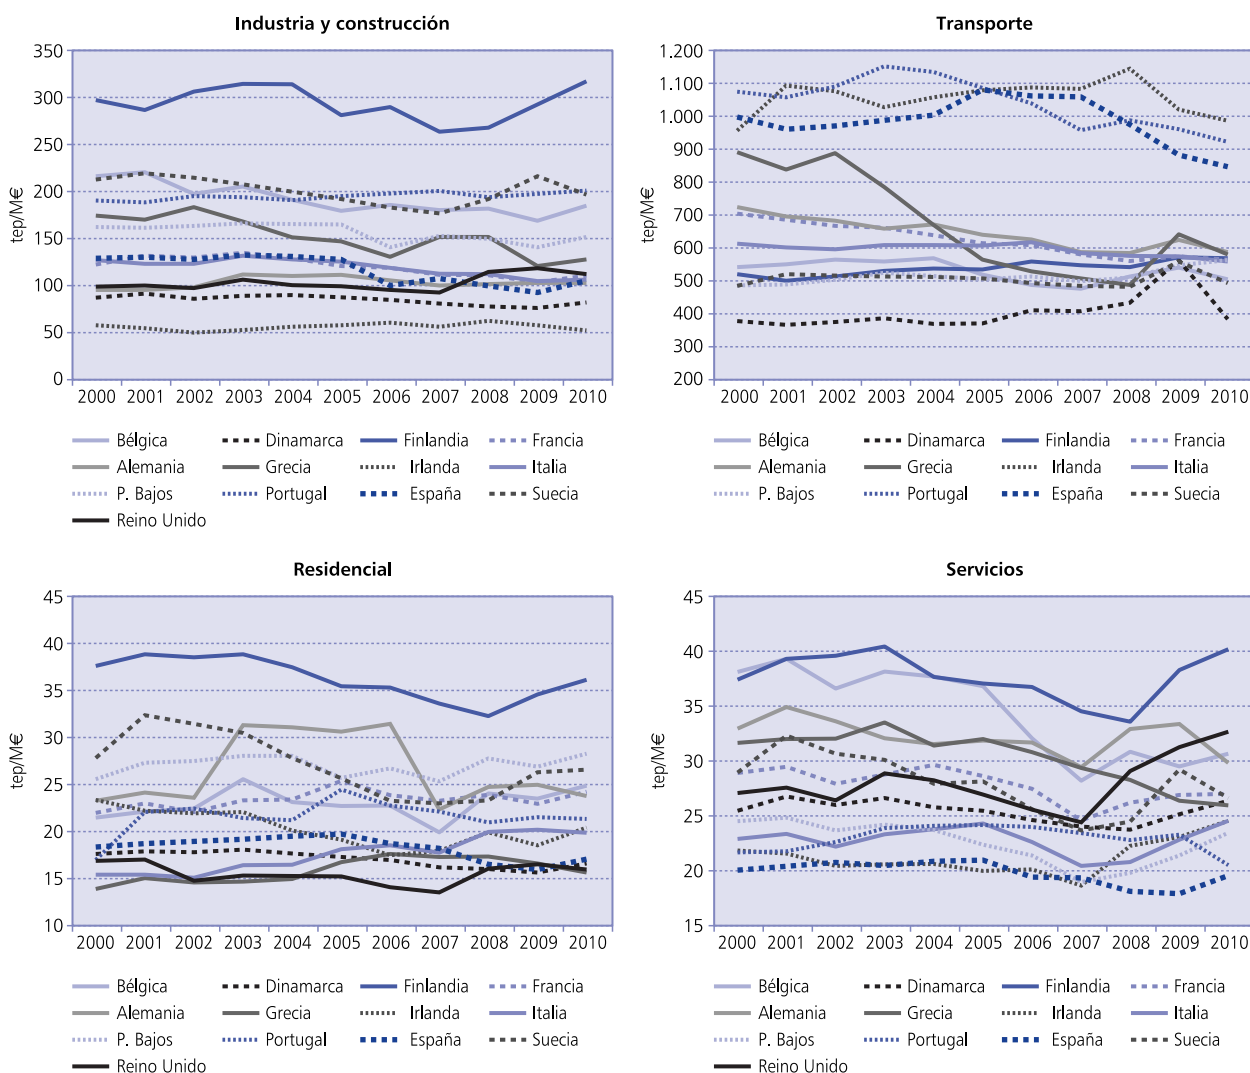 Industria y construcción
tep/M€
350
300
250
200
150
100
50
0
2000 2001 2002 2003 2004 2005 2006 2007 2008 2009 2010
Bélgica Dinamarca Finlandia Francia
Alemania Grecia Irlanda Italia
P. Bajos Portugal España Suecia
Reino Unido
Transporte
tep/M€
1.200
1.100
1.000
900
800
700
600
500
400
300
200
2000 2001 2002 2003 2004 2005 2006 2007 2008 2009 2010
Bélgica Dinamarca Finlandia Francia
Alemania Grecia Irlanda Italia
P. Bajos Portugal España Suecia
Residencial
tep/M€
45
40
35
30
25
20
15
10
2000 2001 2002 2003 2004 2005 2006 2007 2008 2009 2010
Bélgica Dinamarca Finlandia Francia
Alemania Grecia Irlanda Italia
P. Bajos Portugal España Suecia
Reino Unido
Servicios
tep/M€
45
40
35
30
25
20
15
2000 2001 2002 2003 2004 2005 2006 2007 2008 2009 2010
Bélgica Dinamarca Finlandia Francia
Alemania Grecia Irlanda Italia
P. Bajos Portugal España Suecia
Reino Unido